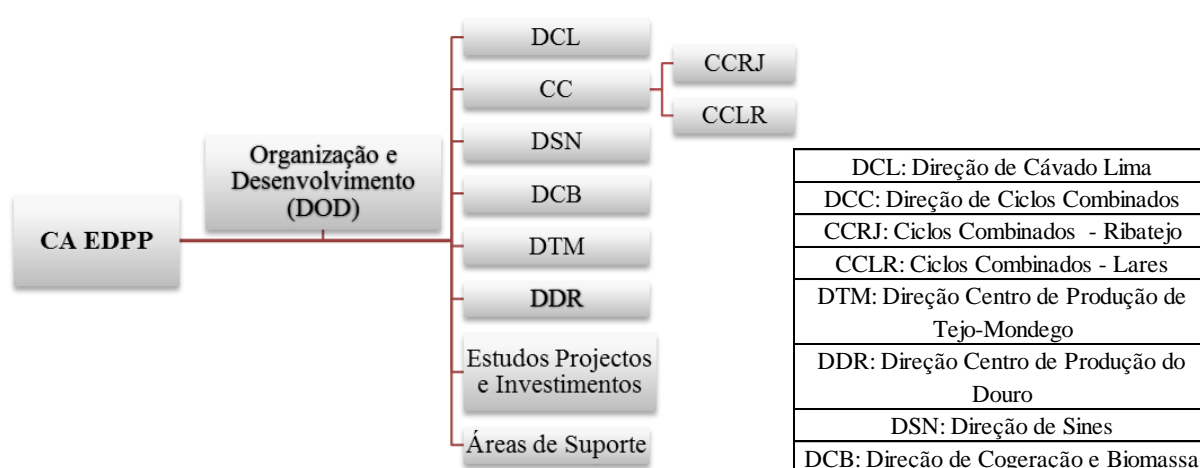 CA EDPP
Organização e
Desenvolvimento
(DOD)
DCL
CC
DSN
DCB
DTM
DDR
Estudos Projectos
e Investimentos
Áreas de Suporte
CCRJ
CCLR
DCL: Direção de Cávado Lima
DCC: Direção de Ciclos Combinados
CCRJ: Ciclos Combinados - Ribatejo
CCLR: Ciclos Combinados - Lares
DTM: Direção Centro de Produção de
Tejo-Mondego
DDR: Direção Centro de Produção do
Douro
DSN: Direção de Sines
DCB: Direção de Cogeração e Biomassa